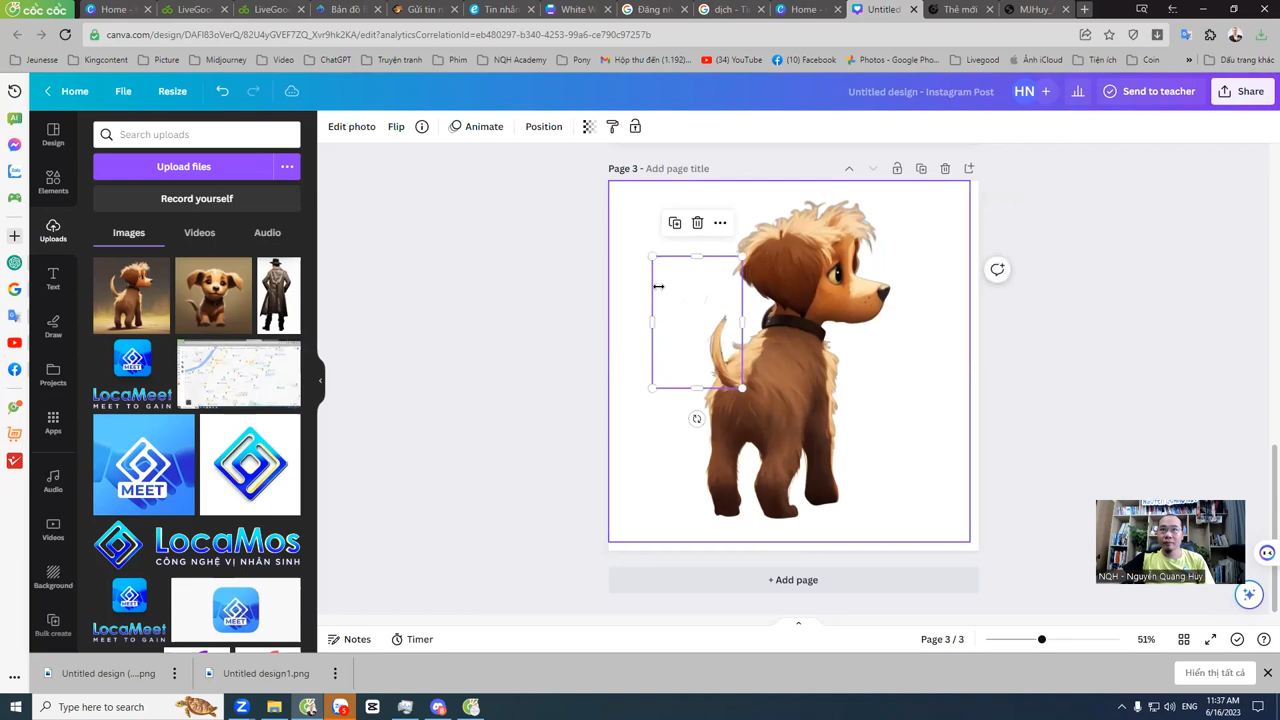 CỐC CỐC
Home -
LiveGoo
LiveGoo
Bản đồ
Gửi tin n
Tin nhắn
White W
Đăng nh
dịch - Tì
Home -
Untitled
Thẻ mới
MJHuy_
canva.com/design/DAFI83oVerQ/82U4yGVEF7ZQ_Xvr9hk2KA/edit?analyticsCorrelationId=eb480297-b340-4253-99a6-ce790c97257b
Jeunesse
Kingcontent
Picture
Midjourney
Video
ChatGPT
Truyện tranh
Phim
NQH Academy
Pony
Hộp thư đến (1.192)...
(34) YouTube
(10) Facebook
Photos - Google Pho...
Livegood
Ảnh iCloud
Tiện ích
Coin
Dấu trang khác
Home
File
Resize
Untitled design - Instagram Post
HN
Send to teacher
Share
Design
Elements
Uploads
Text
Draw
Projects
Apps
Audio
Videos
Background
Bulk create
Search uploads
Upload files
Record yourself
Images
Videos
Audio
LocaMeet
MEET TO GAIN
MEET
LocaMos
CÔNG NGHỆ VỊ NHÂN SINH
MEET
LocaMeet
MEET TO GAIN
MEET
Edit photo
Flip
Animate
Position
Page 3 - Add page title
+ Add page
NQH - Nguyễn Quang Huy
Notes
Timer
Page 3 / 3
51%
Untitled design (....png
Untitled design1.png
Hiển thị tất cả
Type here to search
5
11:37 AM
6/16/2023